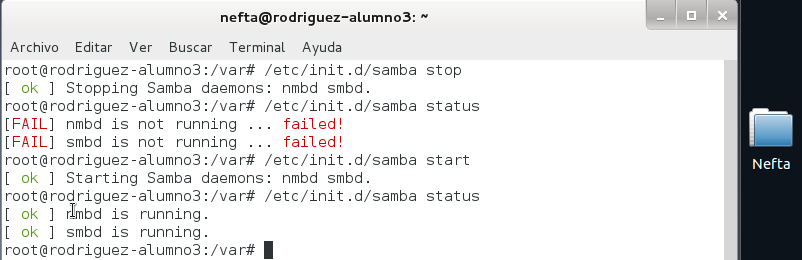 nefta@rodriguez-alumno3: ~
Archivo Editar Ver Buscar Terminal Ayuda
root@rodriguez-alumno3:/var# /etc/init.d/samba stop
[ ok ] Stopping Samba daemons: nmbd smbd.
root@rodriguez-alumno3:/var# /etc/init.d/samba status
[FAIL] nmbd is not running ... failed!
[FAIL] smbd is not running ... failed!
root@rodriguez-alumno3:/var# /etc/init.d/samba start
[ ok ] Starting Samba daemons: nmbd smbd.
root@rodriguez-alumno3:/var# /etc/init.d/samba status
[ ok ] nmbd is running.
[ ok ] smbd is running.
root@rodriguez-alumno3:/var#
Nefta